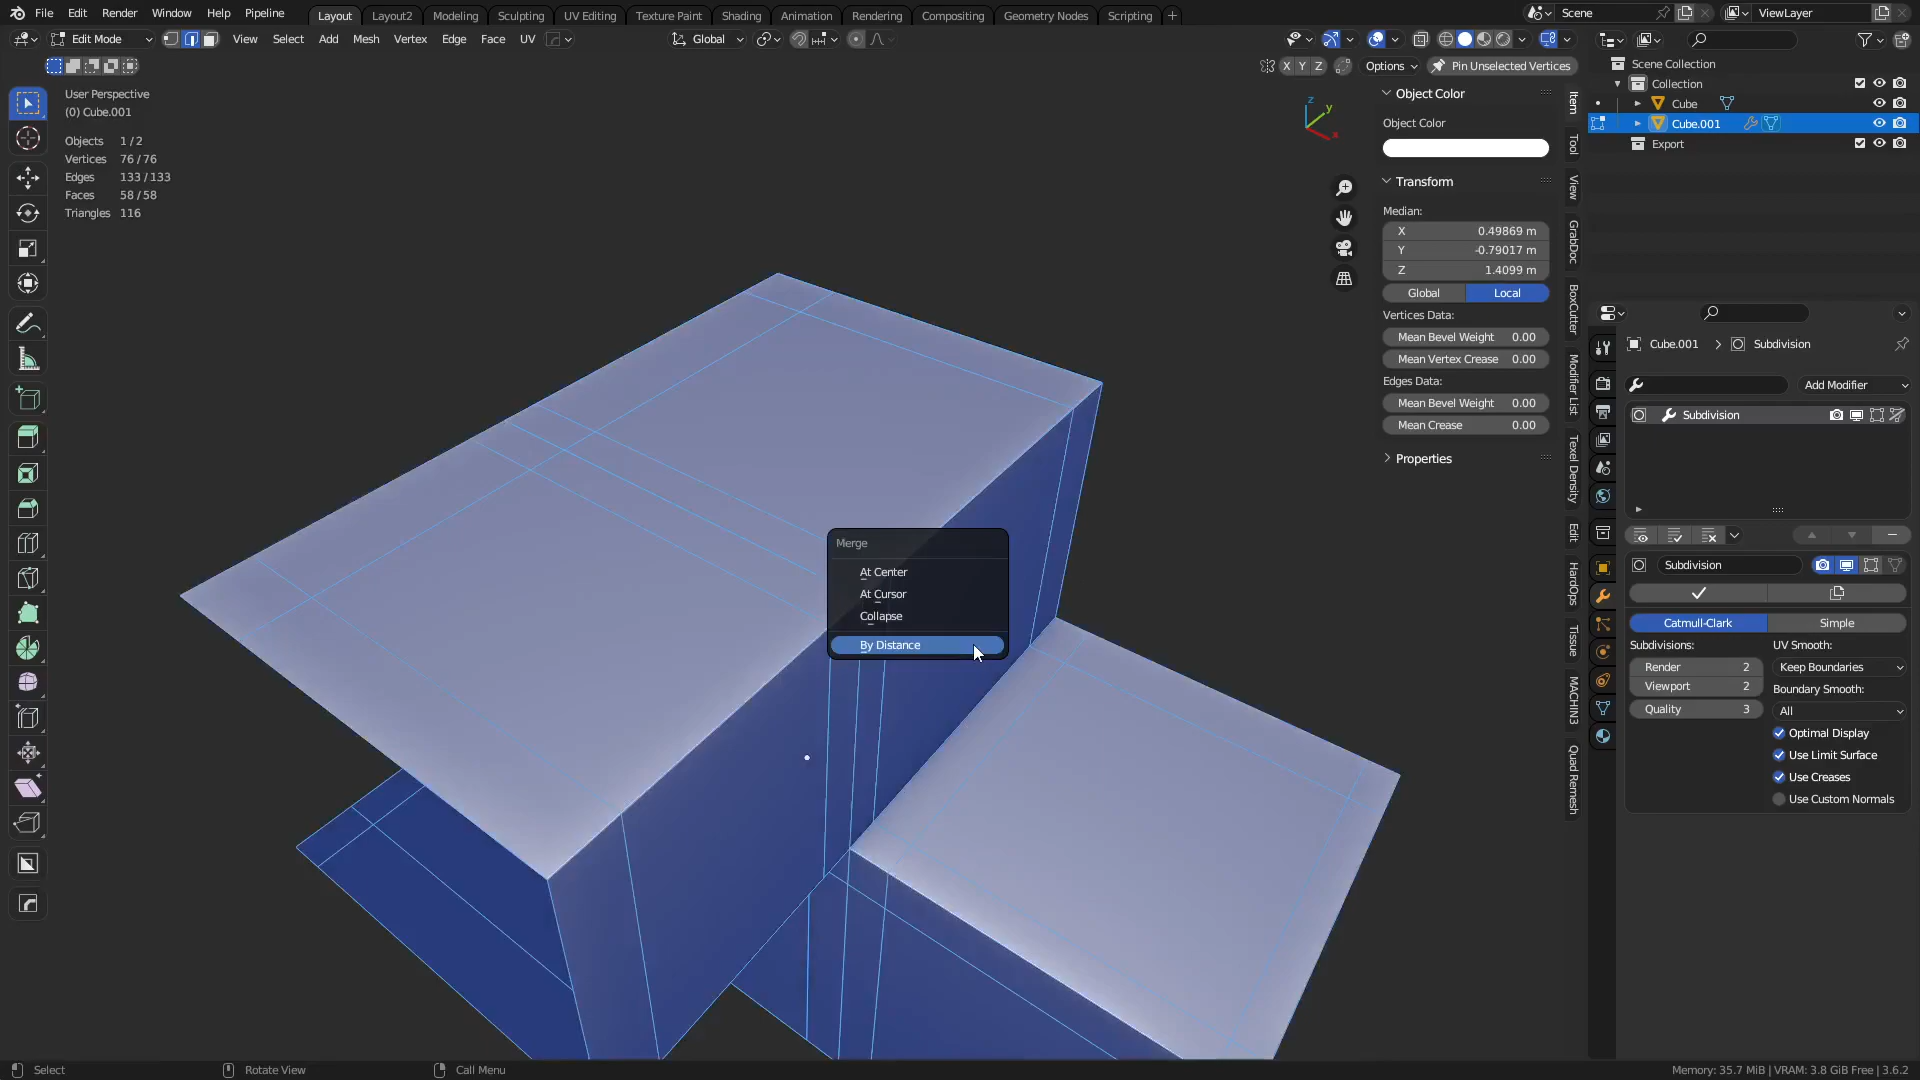 File Edit Render Window Help Pipeline Layout Layout2 Modeling Sculpting UV Editing Texture Paint Shading Animation Rendering Compositing Geometry Nodes Scripting + Scene ViewLayer
Edit Mode View Select Add Mesh Vertex Edge Face UV Global
X Y Z Options Pin Unselected Vertices
User Perspective
(0) Cube.001
Objects 1 / 2
Vertices 76 / 76
Edges 133 / 133
Faces 58 / 58
Triangles 116
z
y
x
Merge
At Center
At Cursor
Collapse
By Distance
Object Color
Object Color
Transform
Median:
X 0.49869 m
Y -0.79017 m
Z 1.4099 m
Global Local
Vertices Data:
Mean Bevel Weight 0.00
Mean Vertex Crease 0.00
Edges Data:
Mean Bevel Weight 0.00
Mean Crease 0.00
Properties
Item
Tool
View
GrabDoc
BoxCutter
Modifier List
Texel Density
Edit
HardOps
Tissue
MACHIN3
Quad Remesh
Scene Collection
Collection
Cube
Cube.001
Export
Cube.001 > Subdivision
Add Modifier
Subdivision
Subdivision
Catmull-Clark Simple
Subdivisions: UV Smooth:
Render 2 Keep Boundaries
Viewport 2 Boundary Smooth:
Quality 3 All
Optimal Display
Use Limit Surface
Use Creases
Use Custom Normals
Select Rotate View Call Menu Memory: 35.7 MiB | VRAM: 3.8 GiB Free | 3.6.2